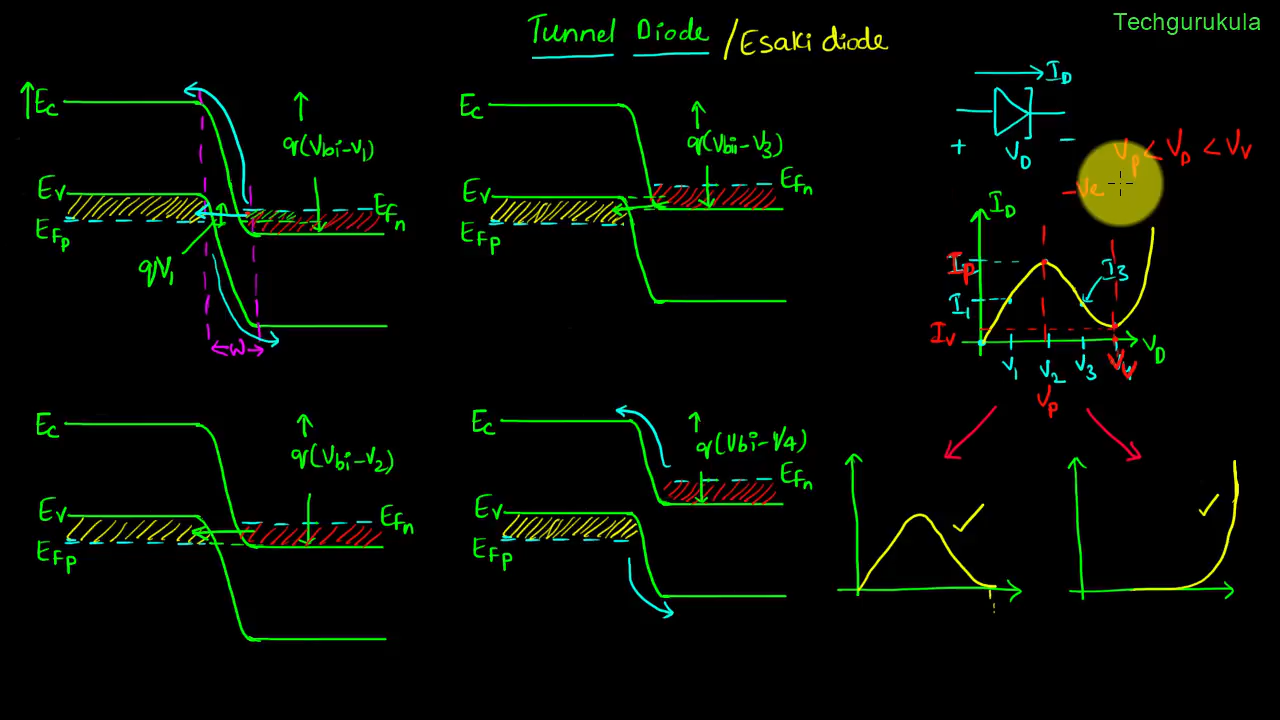 Techgurukula
Tunnel Diode /Esaki diode
Ec
q(Vbi-V1)
Ev
EFp
EFn
qV1
W
Ec
q(Vbi-V3)
Ev
EFp
EFn
ID
+ VD -
Vp < VD < Vv
-ve
ID
Ip
I1
I3
Iv
VD
V1 V2 V3
Vp
Vv
Ec
q(Vbi-V2)
Ev
EFp
EFn
Ec
q(Vbi-V4)
Ev
EFp
EFn